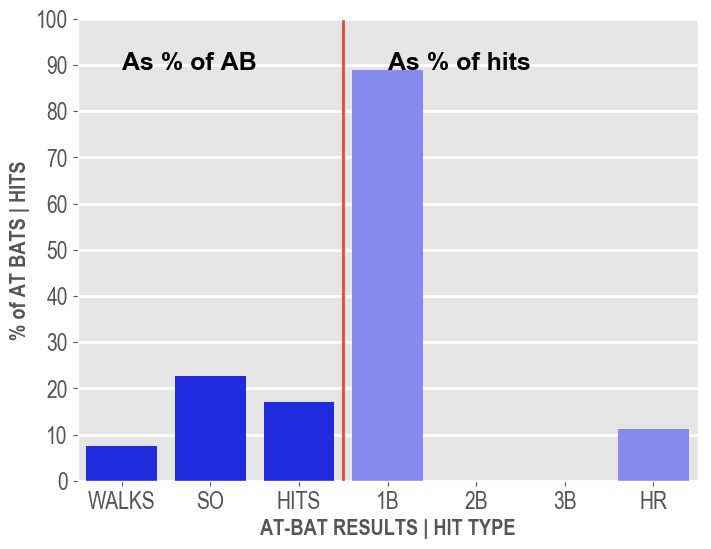 100
90
80
70
60
50
40
30
20
10
0
% of AT BATS | HITS
As % of AB
As % of hits
WALKS SO HITS 1B 2B 3B HR
AT-BAT RESULTS | HIT TYPE